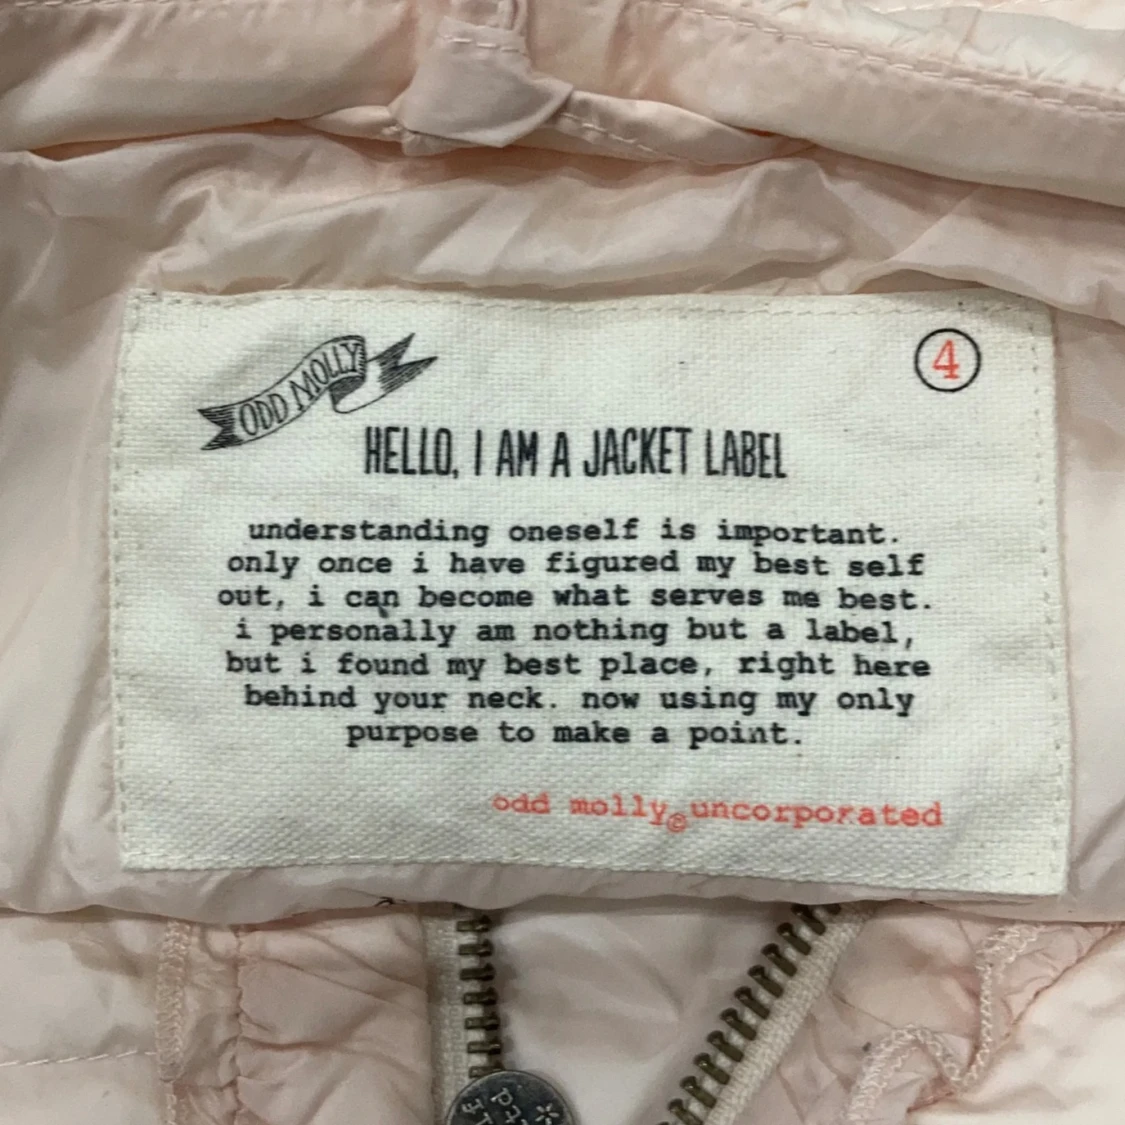 ODD MOLLY
4
HELLO, I AM A JACKET LABEL
understanding oneself is important.
only once i have figured my best self
out, i can become what serves me best.
i personally am nothing but a label,
but i found my best place, right here
behind your neck. now using my only
purpose to make a point.
odd molly©uncorporated